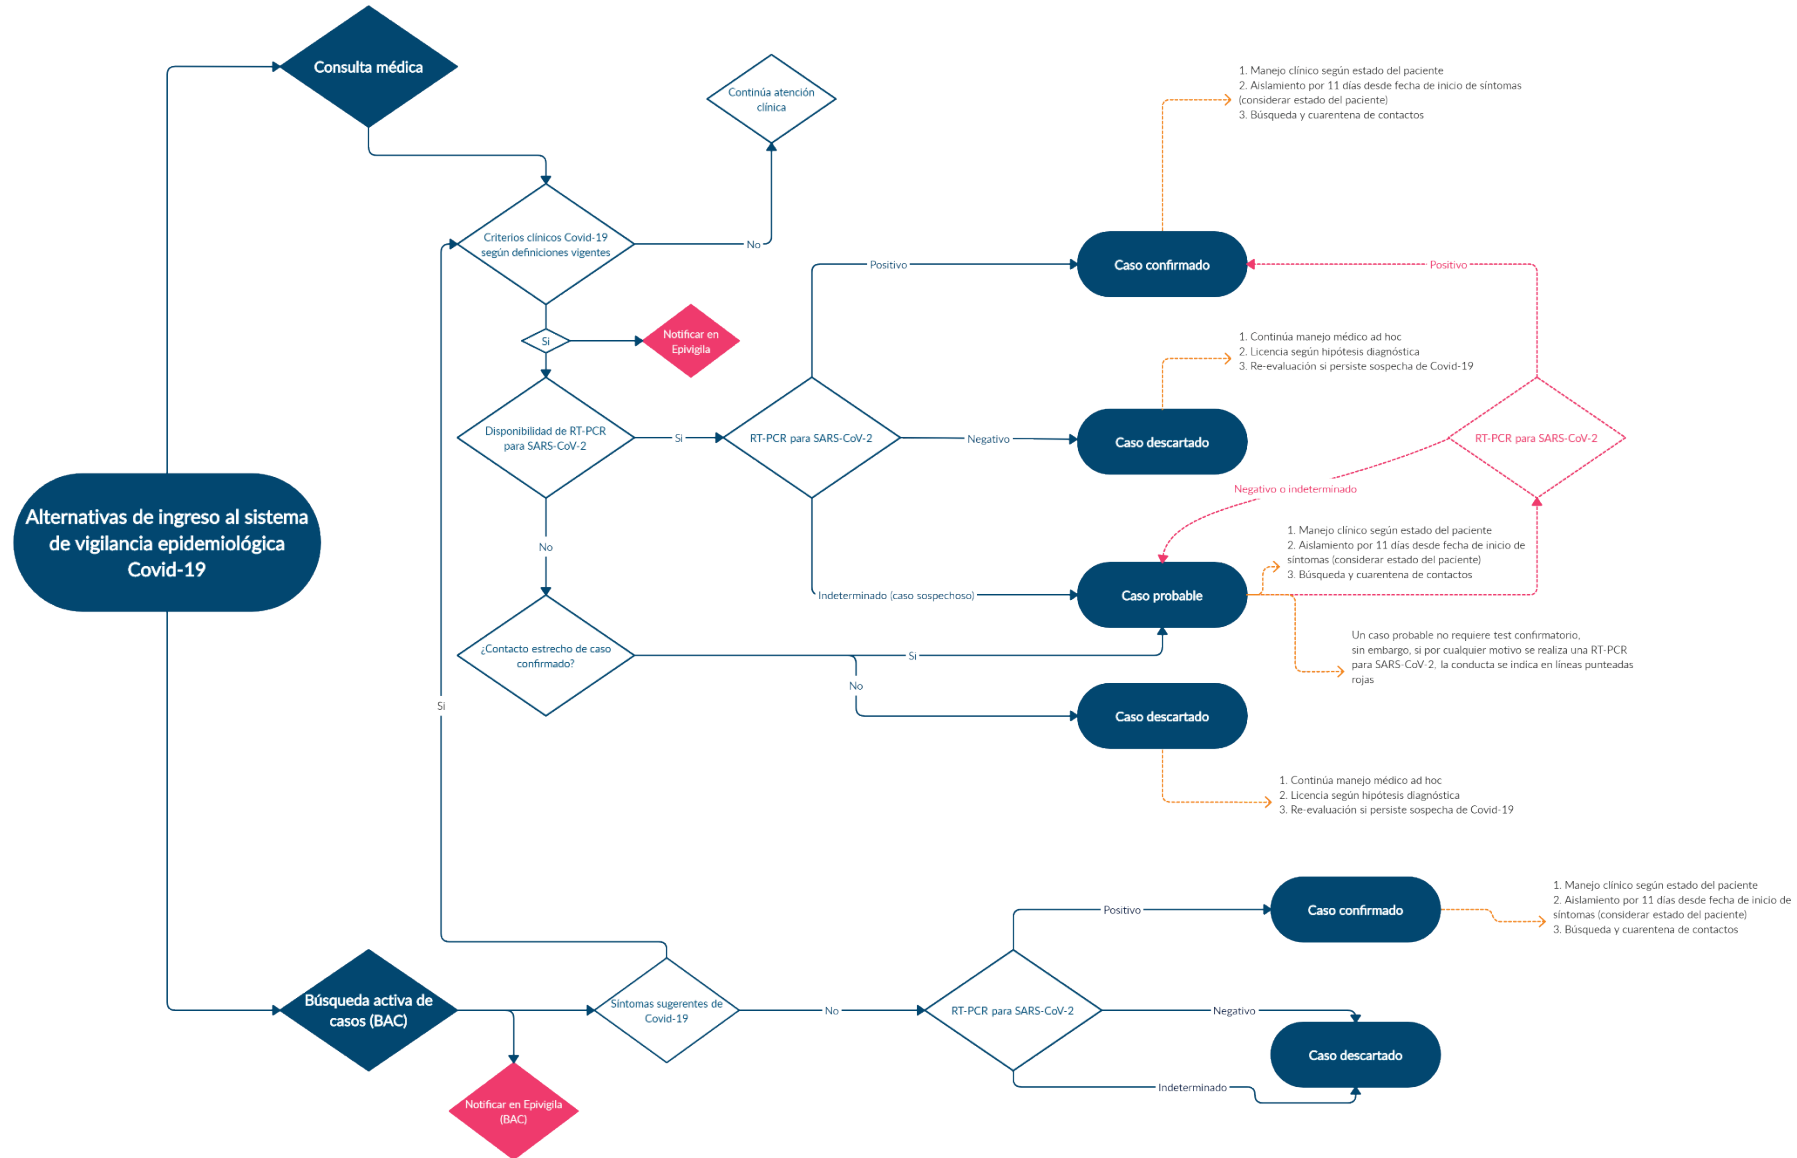 Consulta médica
Continúa atención
clínica
1. Manejo clínico según estado del paciente
2. Aislamiento por 11 días desde fecha de inicio de síntomas
(considerar estado del paciente)
3. Búsqueda y cuarentena de contactos
Criterios clínicos Covid-19
según definiciones vigentes
No
Positivo
Caso confirmado
Positivo
Si
Notificar en
Epivigila
1. Continúa manejo médico ad hoc
2. Licencia según hipótesis diagnóstica
3. Re-evaluación si persiste sospecha de Covid-19
Disponibilidad de RT-PCR
para SARS-CoV-2
Si
RT-PCR para SARS-CoV-2
Negativo
Caso descartado
RT-PCR para SARS-CoV-2
Negativo o indeterminado
Alternativas de ingreso al sistema
de vigilancia epidemiológica
Covid-19
No
1. Manejo clínico según estado del paciente
2. Aislamiento por 11 días desde fecha de inicio de
síntomas (considerar estado del paciente)
3. Búsqueda y cuarentena de contactos
Indeterminado (caso sospechoso)
Caso probable
¿Contacto estrecho de caso
confirmado?
Si
Un caso probable no requiere test confirmatorio,
sin embargo, si por cualquier motivo se realiza una RT-PCR
para SARS-CoV-2, la conducta se indica en líneas punteadas
rojas
No
Si
Caso descartado
1. Continúa manejo médico ad hoc
2. Licencia según hipótesis diagnóstica
3. Re-evaluación si persiste sospecha de Covid-19
Positivo
Caso confirmado
1. Manejo clínico según estado del paciente
2. Aislamiento por 11 días desde fecha de inicio de
síntomas (considerar estado del paciente)
3. Búsqueda y cuarentena de contactos
Búsqueda activa de
casos (BAC)
Síntomas sugerentes de
Covid-19
No
RT-PCR para SARS-CoV-2
Negativo
Caso descartado
Indeterminado
Notificar en Epivigila
(BAC)